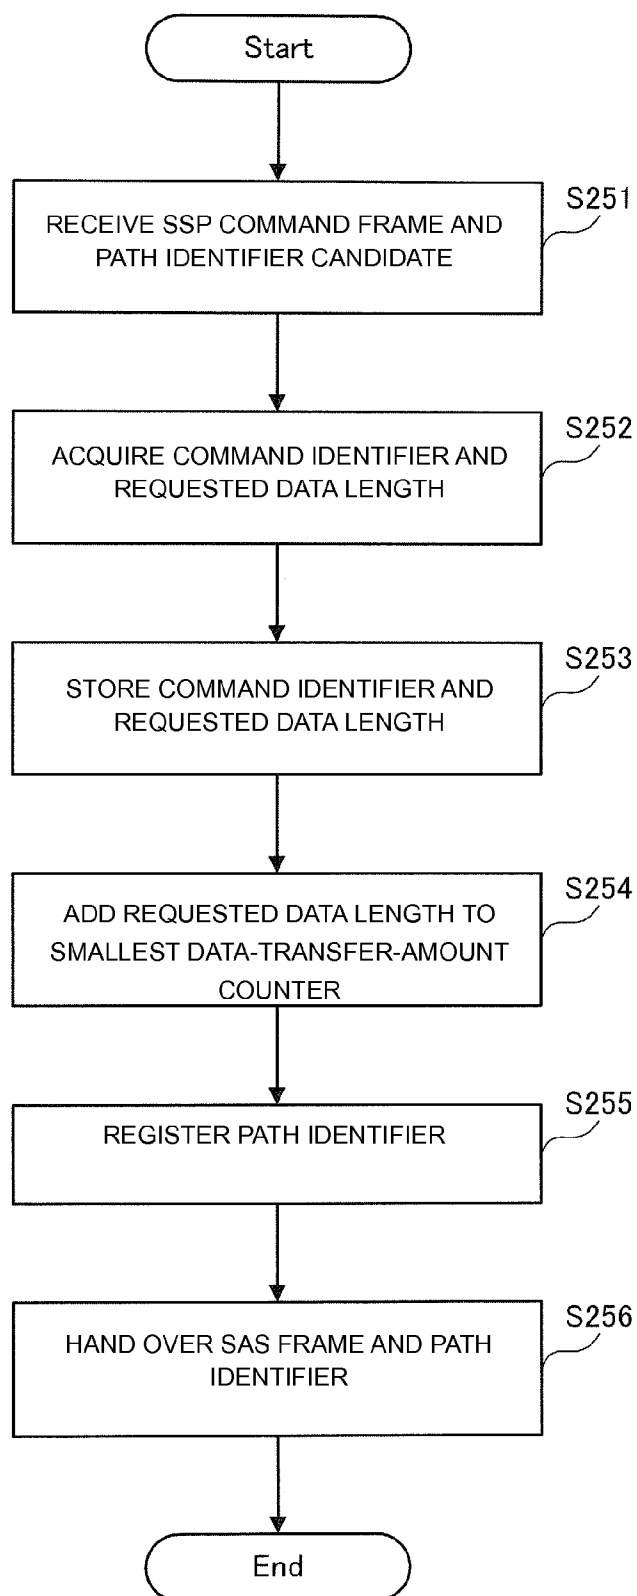 Start
S251
RECEIVE SSP COMMAND FRAME AND
PATH IDENTIFIER CANDIDATE
S252
ACQUIRE COMMAND IDENTIFIER AND
REQUESTED DATA LENGTH
S253
STORE COMMAND IDENTIFIER AND
REQUESTED DATA LENGTH
S254
ADD REQUESTED DATA LENGTH TO
SMALLEST DATA-TRANSFER-AMOUNT
COUNTER
S255
REGISTER PATH IDENTIFIER
S256
HAND OVER SAS FRAME AND PATH
IDENTIFIER
End